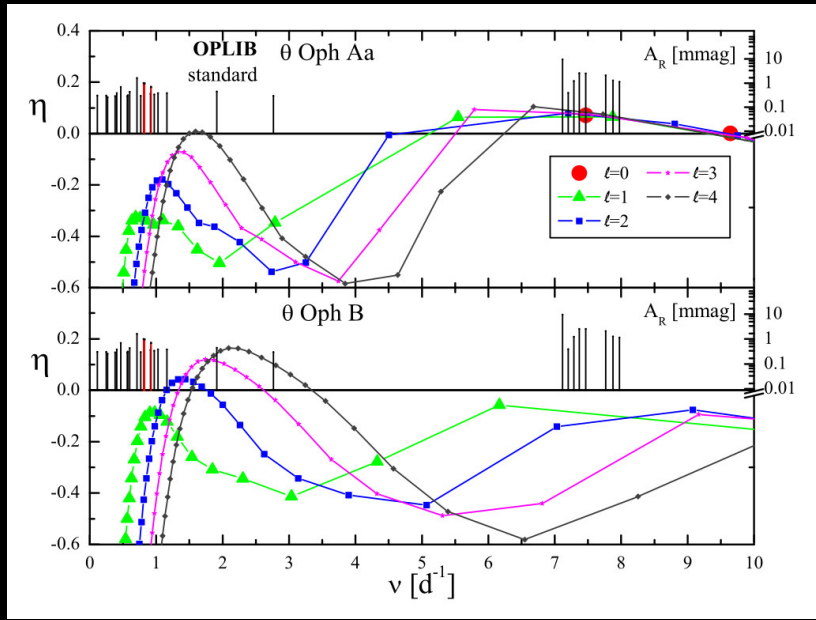 0.4
OPLIB
θ Oph Aa
A_R [mmag]
standard
0.2
η
0.0
-0.2
-0.4
-0.6
10
1
0.1
0.01
ℓ=0
ℓ=3
ℓ=1
ℓ=4
ℓ=2
θ Oph B
A_R [mmag]
0.2
η
0.0
-0.2
-0.4
-0.6
10
1
0.1
0.01
0 1 2 3 4 5 6 7 8 9 10
ν [d⁻¹]